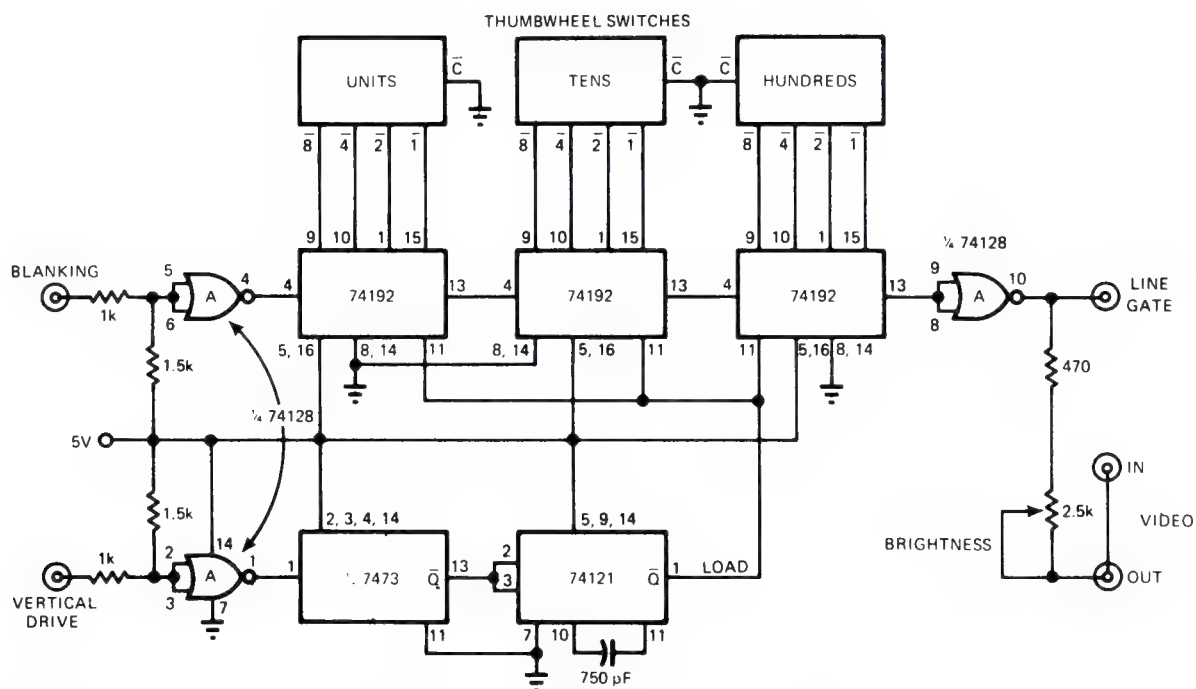 THUMBWHEEL SWITCHES
UNITS
C̅
TENS
C̅
C̅
HUNDREDS
8̅ 4̅ 2̅ 1̅
8̅ 4̅ 2̅ 1̅
8̅ 4̅ 2̅ 1̅
9 10 1 15
9 10 1 15
9 10 1 15
¼ 74128
BLANKING
1k
5
6
A
4
4
74192
13
4
74192
13
4
74192
13
9
8
A
10
LINE
GATE
5, 16
8, 14
11
8, 14
5, 16
11
11
5,16
8, 14
1.5k
¼ 74128
5V
470
1.5k
1k
VERTICAL
DRIVE
2
3
A
14
1
7
1
2, 3, 4, 14
7473
Q̅
13
11
2
3
5, 9, 14
74121
Q̅
1
LOAD
7
10
11
750 pF
BRIGHTNESS
2.5k
IN
VIDEO
OUT